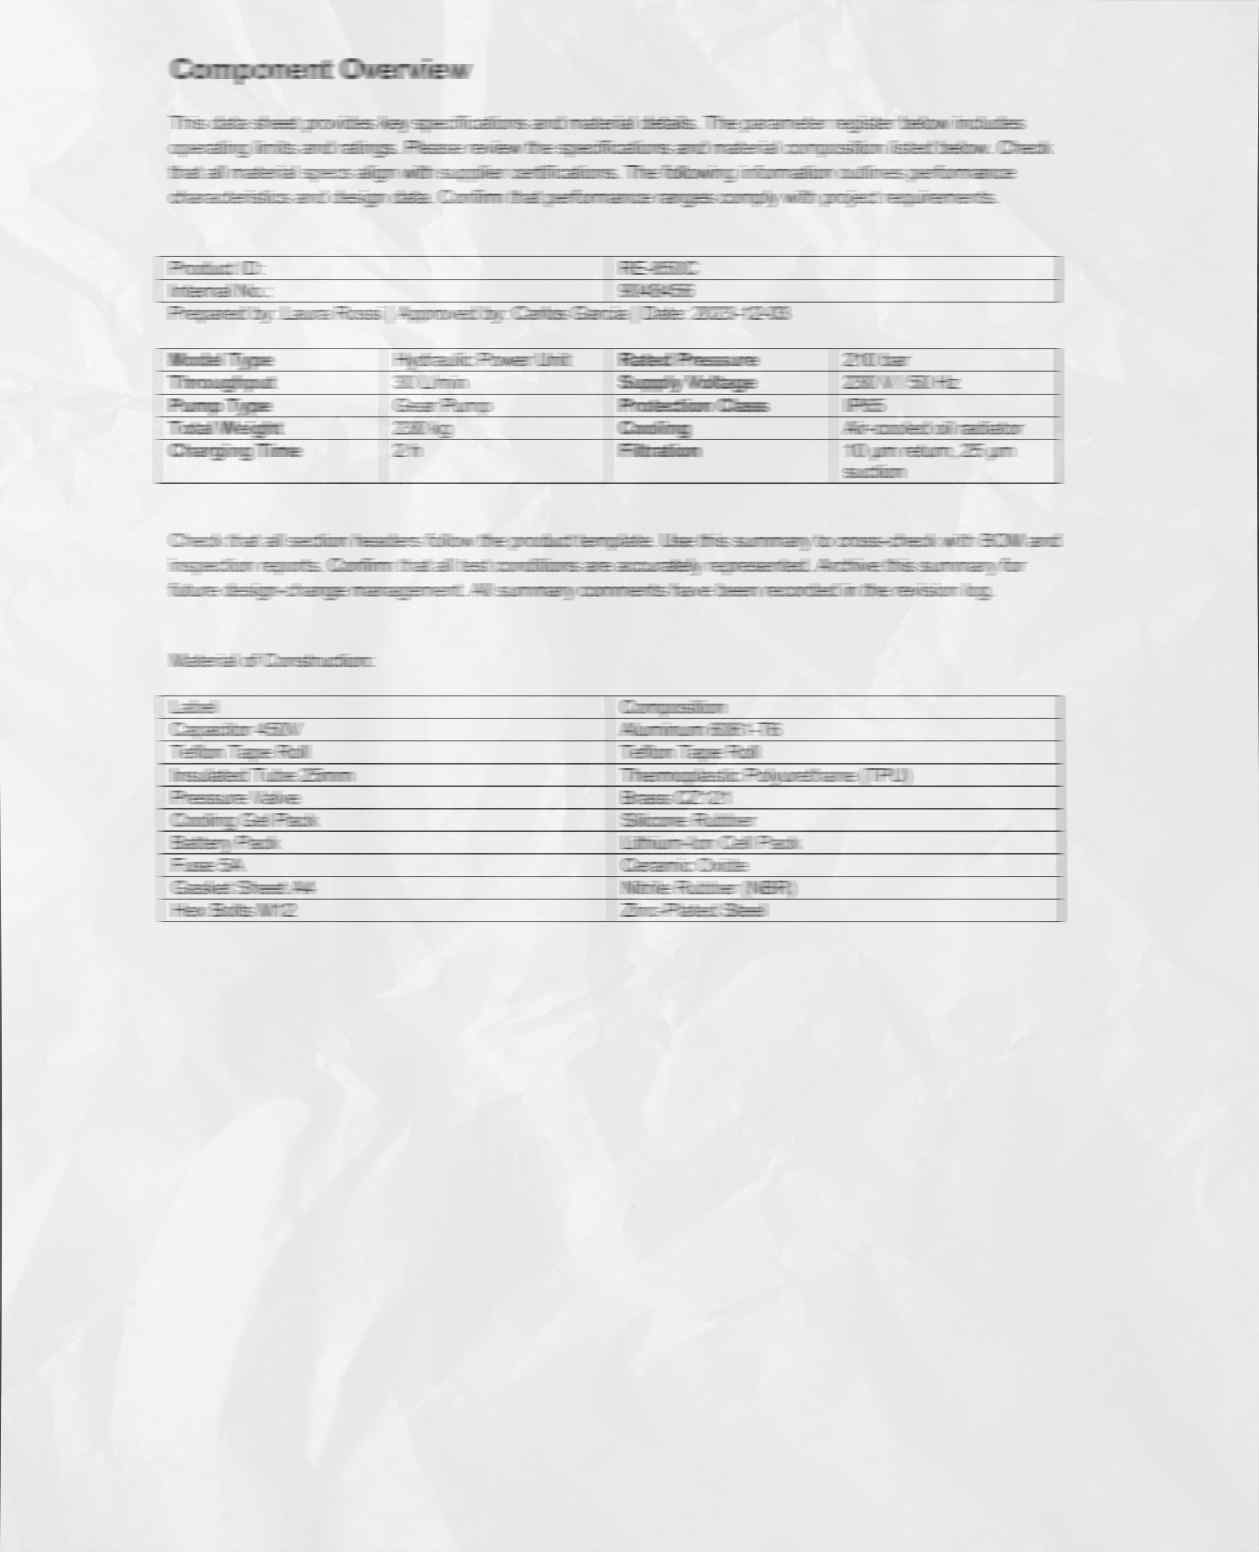 Component Overview
This data sheet provides key specifications and material details. The parameter register below includes
operating limits and ratings. Please review the specifications and material composition listed below. Check
that all material specs align with supplier certifications. The following information outlines performance
characteristics and design data. Confirm that performance ranges comply with project requirements.
Product ID:
Internal No.:
Prepared by: Laura Rossi | Approved by: Carlos Garcia | Date:
Model Type Hydraulic Power Unit Rated Pressure 210 bar
Throughput 30 L/min Supply Voltage 230 V / 50 Hz
Pump Type Gear Pump Protection Class
Total Weight Cooling Air-cooled oil radiator
Charging Time 2 h Filtration 10 µm return, 25 µm
suction
Check that all section headers follow the product template. Use this summary to cross-check with BOM and
inspection reports. Confirm that all test conditions are accurately represented. Archive this summary for
future design-change management. All summary comments have been recorded in the revision log.
Material of Construction:
Label Composition
Capacitor 450V Aluminum 6061-T6
Teflon Tape Roll Teflon Tape Roll
Insulated Tube 25mm Thermoplastic Polyurethane (TPU)
Pressure Valve Brass CZ121
Cooling Gel Pack Silicone Rubber
Battery Pack Lithium-Ion Cell Pack
Fuse 5A Ceramic Oxide
Gasket Sheet A4 Nitrile Rubber (NBR)
Hex Bolts M12 Zinc-Plated Steel